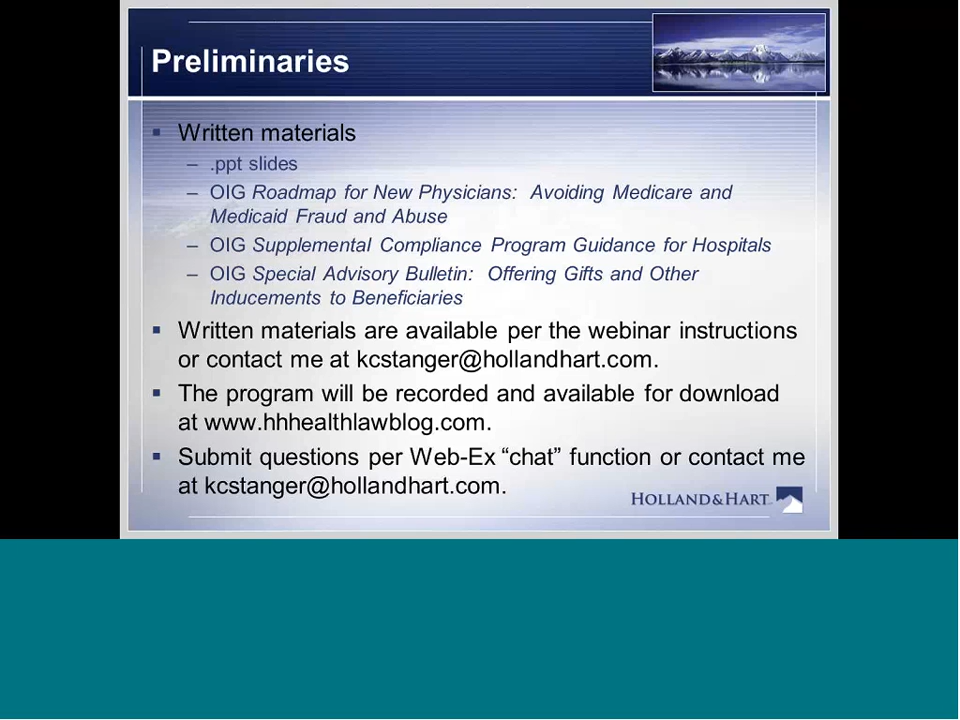 Preliminaries
▪ Written materials
– .ppt slides
– OIG Roadmap for New Physicians: Avoiding Medicare and
Medicaid Fraud and Abuse
– OIG Supplemental Compliance Program Guidance for Hospitals
– OIG Special Advisory Bulletin: Offering Gifts and Other
Inducements to Beneficiaries
▪ Written materials are available per the webinar instructions
or contact me at kcstanger@hollandhart.com.
▪ The program will be recorded and available for download
at www.hhhealthlawblog.com.
▪ Submit questions per Web-Ex “chat” function or contact me
at kcstanger@hollandhart.com.
HOLLAND&HART